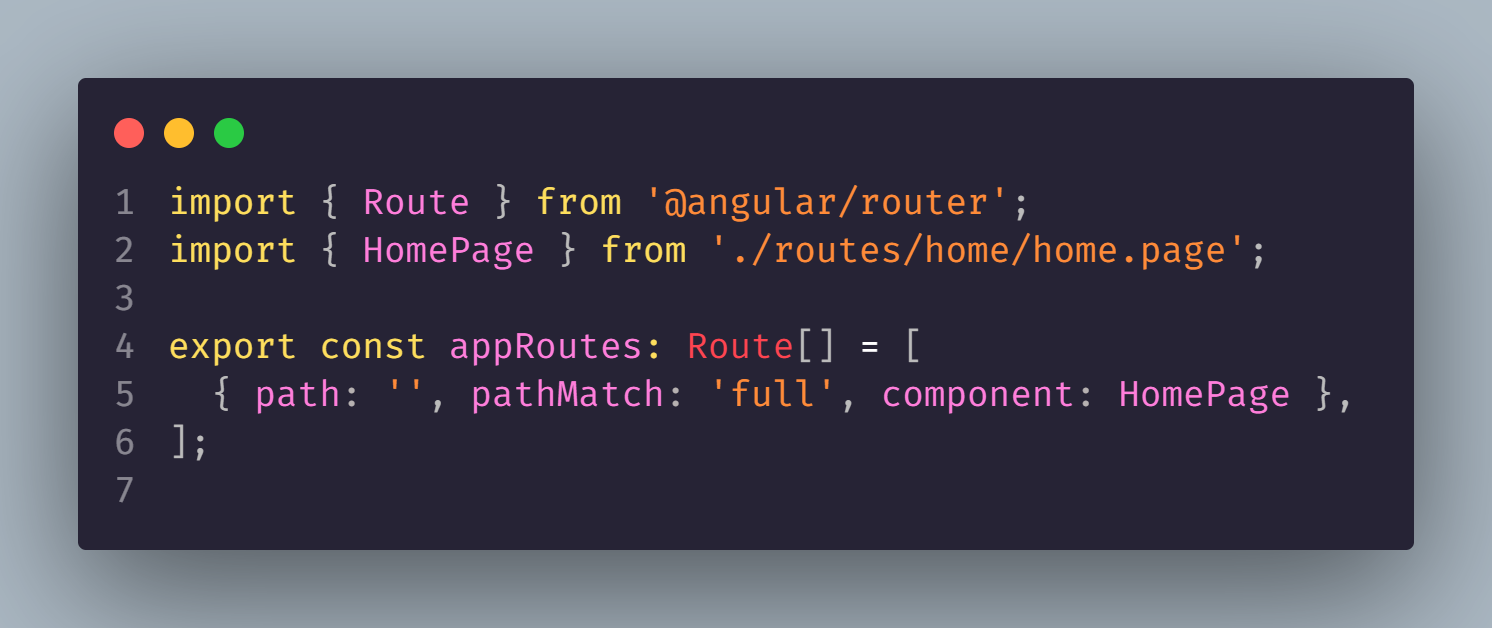 1 import { Route } from '@angular/router';
2 import { HomePage } from './routes/home/home.page';
3
4 export const appRoutes: Route[] = [
5   { path: '', pathMatch: 'full', component: HomePage },
6 ];
7